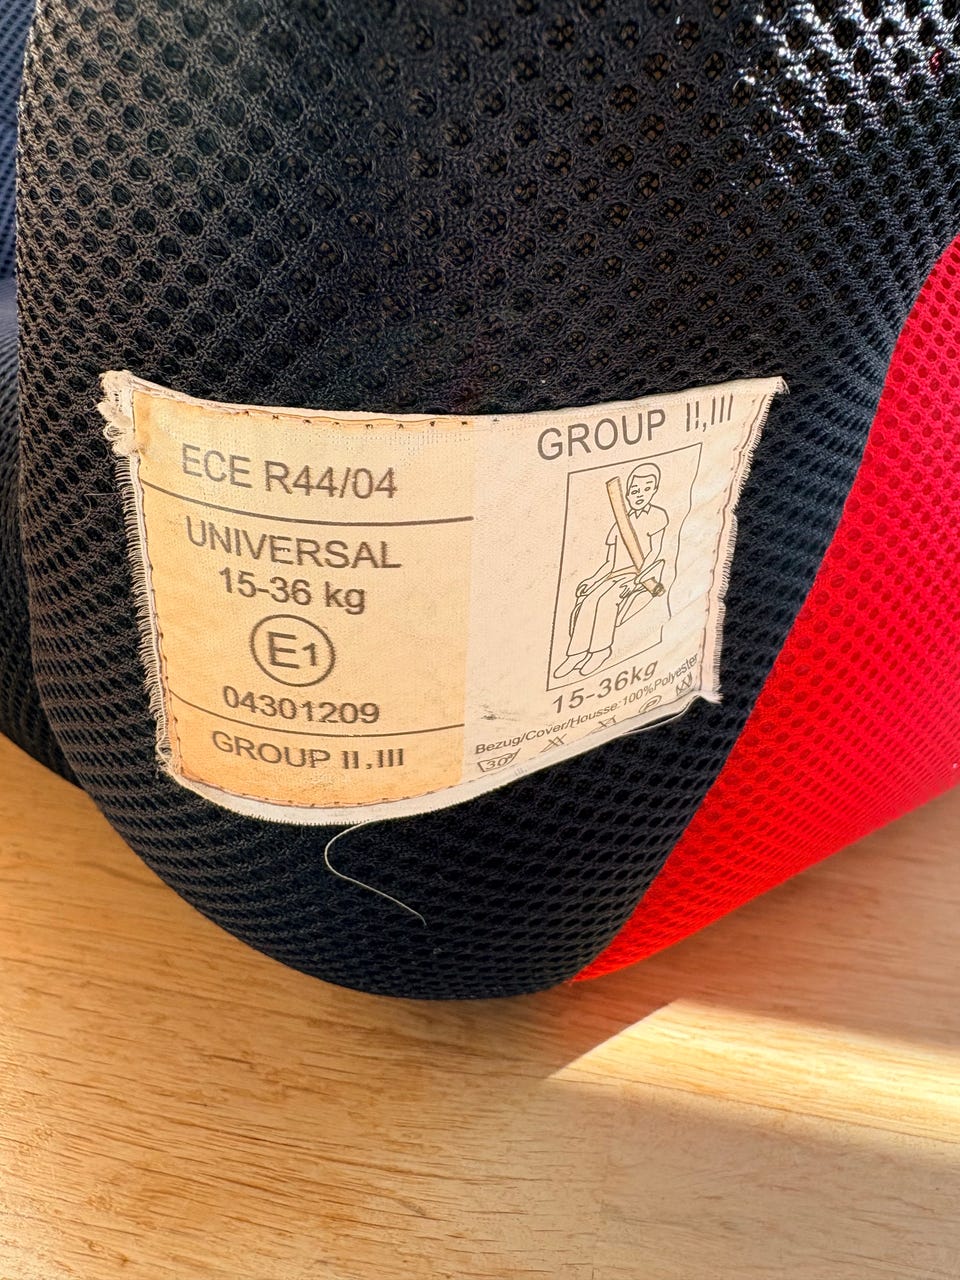 ECE R44/04
UNIVERSAL
15-36 kg
E1
04301209
GROUP II,III
GROUP II,III
15-36kg
Bezug/Cover/Housse:100%Polyester
30°